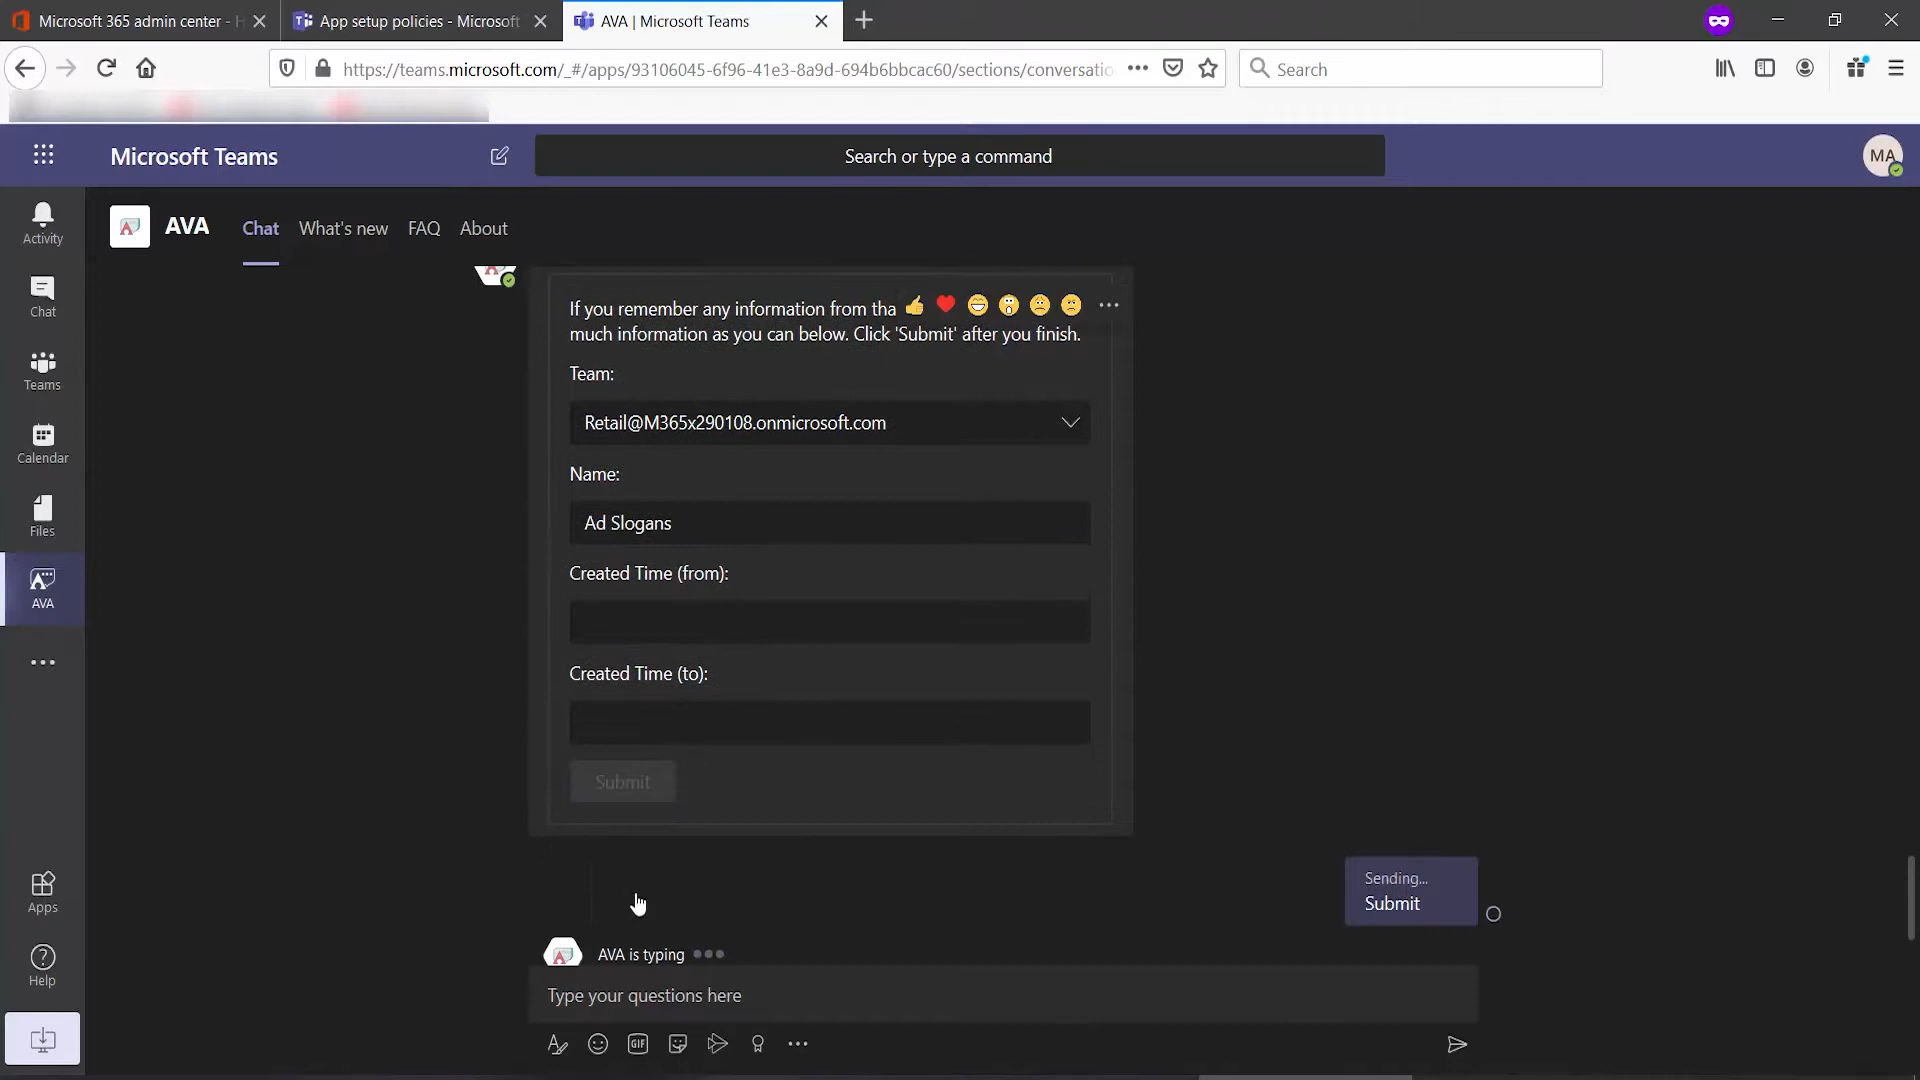 Microsoft 365 admin center - H
App setup policies - Microsoft
AVA | Microsoft Teams
https://teams.microsoft.com/_#/apps/93106045-6f96-41e3-8a9d-694b6bbcac60/sections/conversatio
Search
Microsoft Teams
Search or type a command
MA
Activity
Chat
Teams
Calendar
Files
AVA
Apps
Help
AVA
Chat
What's new
FAQ
About
If you remember any information from tha
much information as you can below. Click 'Submit' after you finish.
Team:
Retail@M365x290108.onmicrosoft.com
Name:
Ad Slogans
Created Time (from):
Created Time (to):
Submit
Sending...
Submit
AVA is typing
Type your questions here
GIF